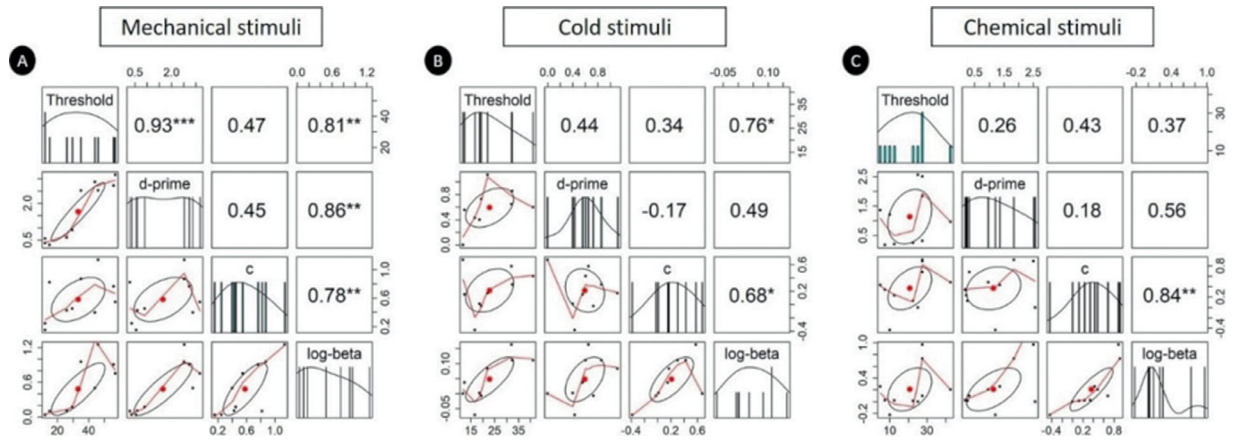 Mechanical stimuli
Cold stimuli
Chemical stimuli
A
0.5 2.0
0.0 0.6 1.2
B
0.0 0.4 0.8
-0.05 0.10
C
0.5 1.5 2.5
-0.2 0.4 1.0
Threshold
0.93***
0.47
0.81**
20 40
Threshold
0.44
0.34
0.76*
15 25 35
Threshold
0.26
0.43
0.37
10 30
0.5 2.0
d-prime
0.45
0.86**
0.0 0.4 0.8
d-prime
-0.17
0.49
0.5 1.5 2.5
d-prime
0.18
0.56
c
0.78**
0.2 0.6 1.0
c
0.68*
-0.4 0.2 0.8
c
0.84**
-0.4 0.2 0.8
0.0 0.6 1.2
log-beta
-0.05 0.10
log-beta
-0.2 0.4 1.0
log-beta
20 40
0.2 0.6 1.0
15 25 35
-0.4 0.2 0.6
10 30
-0.4 0.2 0.8